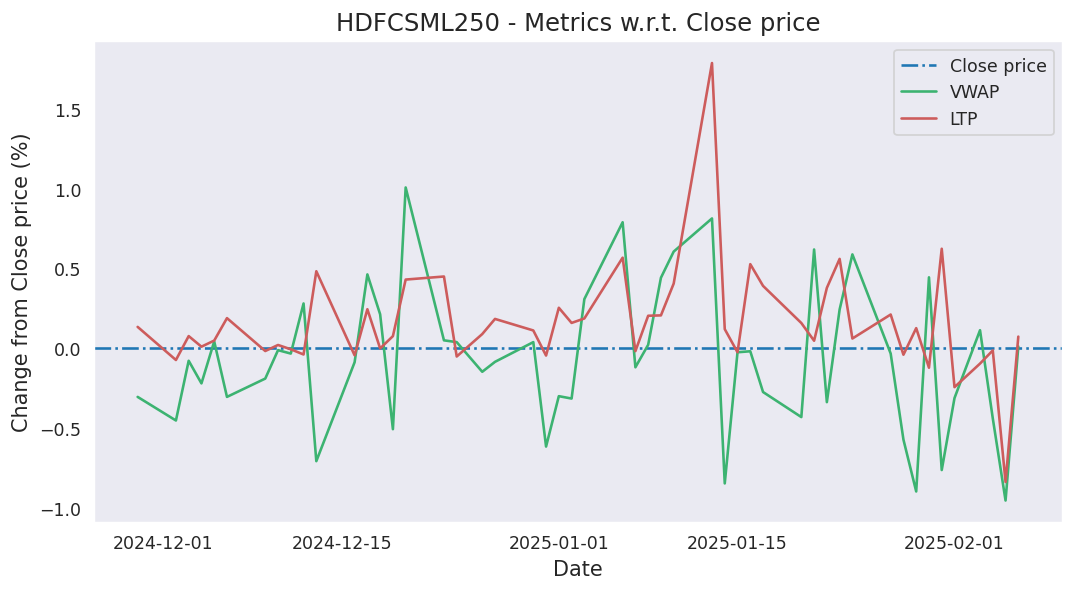 HDFCSML250 - Metrics w.r.t. Close price
Close price
VWAP
LTP
Change from Close price (%)
1.5
1.0
0.5
0.0
−0.5
−1.0
2024-12-01
2024-12-15
2025-01-01
2025-01-15
2025-02-01
Date